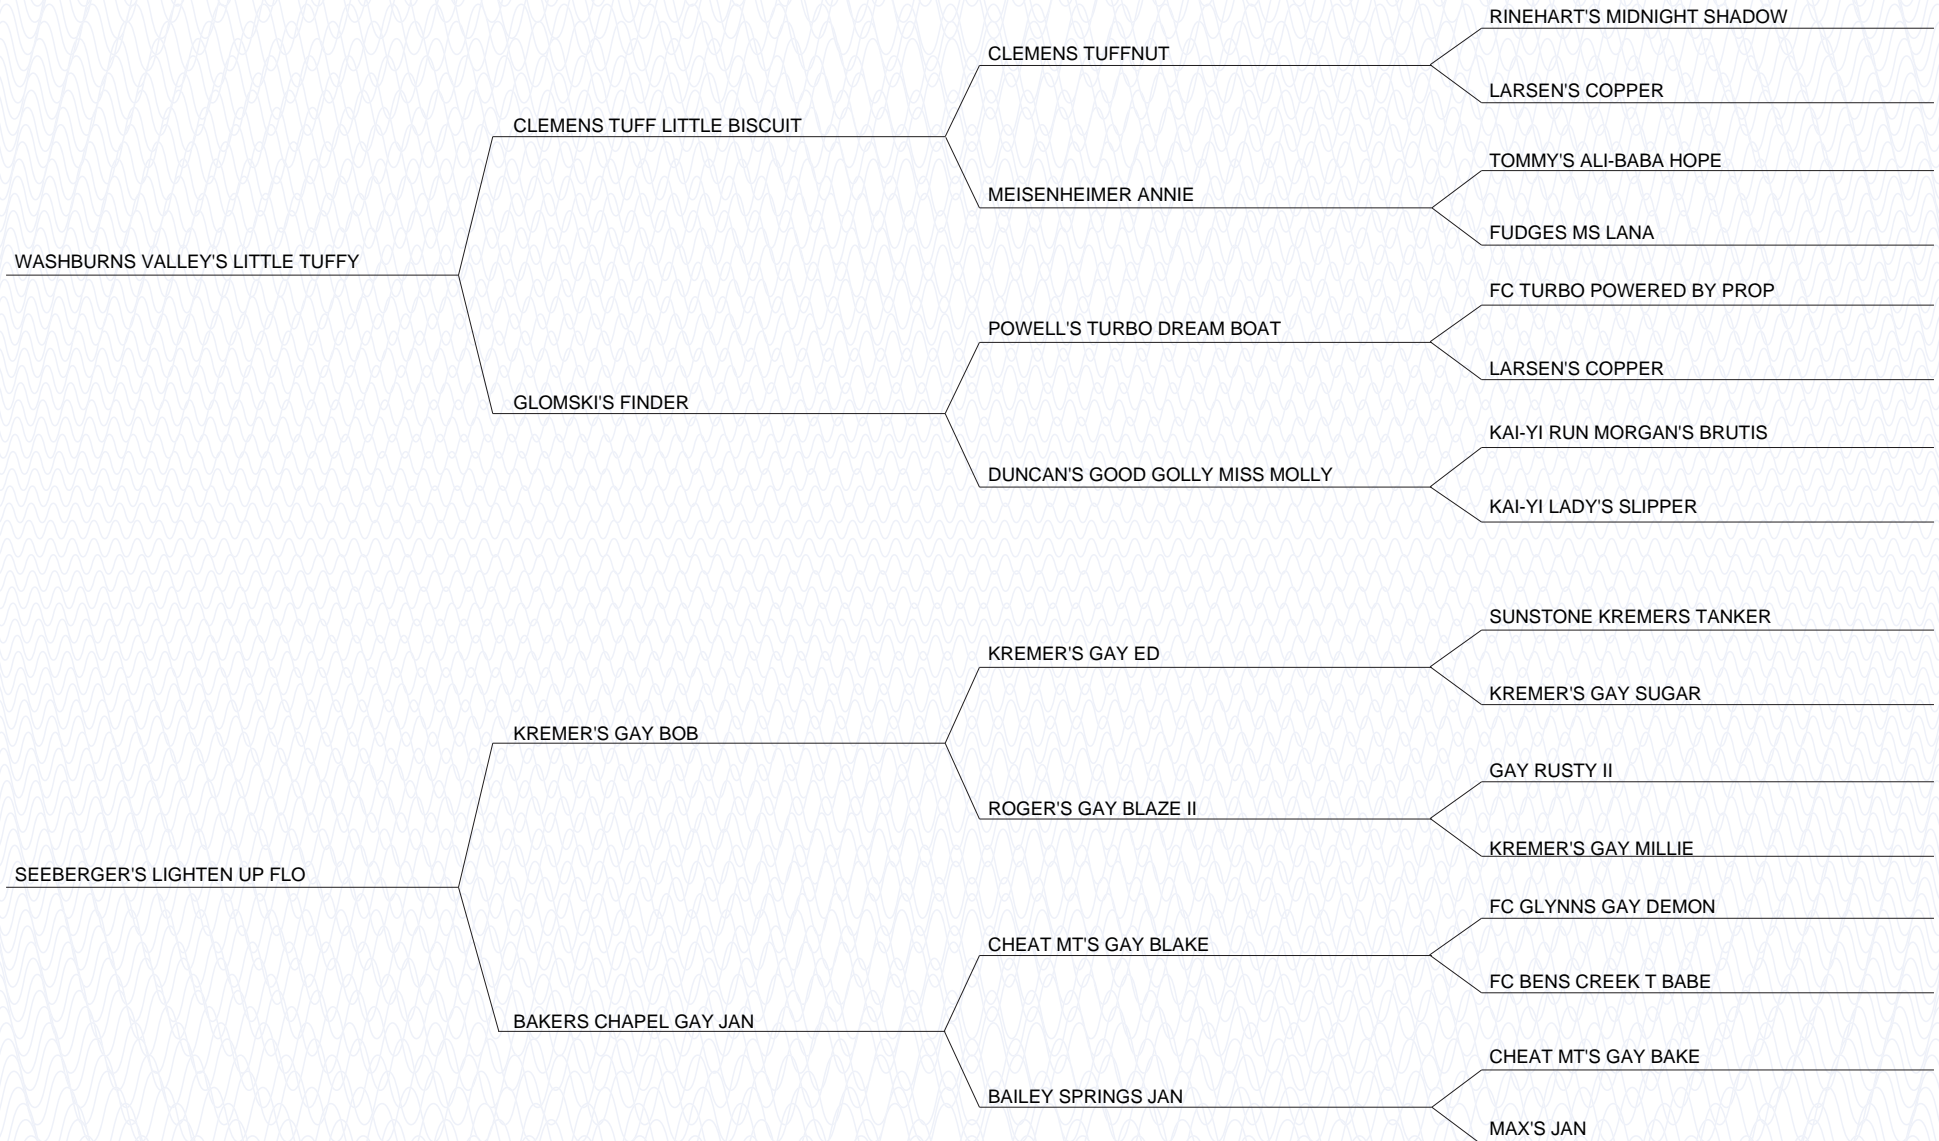 RINEHART'S MIDNIGHT SHADOW
CLEMENS TUFFNUT
LARSEN'S COPPER
CLEMENS TUFF LITTLE BISCUIT
TOMMY'S ALI-BABA HOPE
MEISENHEIMER ANNIE
FUDGES MS LANA
WASHBURNS VALLEY'S LITTLE TUFFY
FC TURBO POWERED BY PROP
POWELL'S TURBO DREAM BOAT
LARSEN'S COPPER
GLOMSKI'S FINDER
KAI-YI RUN MORGAN'S BRUTIS
DUNCAN'S GOOD GOLLY MISS MOLLY
KAI-YI LADY'S SLIPPER
SUNSTONE KREMERS TANKER
KREMER'S GAY ED
KREMER'S GAY SUGAR
KREMER'S GAY BOB
GAY RUSTY II
ROGER'S GAY BLAZE II
KREMER'S GAY MILLIE
SEEBERGER'S LIGHTEN UP FLO
FC GLYNNS GAY DEMON
CHEAT MT'S GAY BLAKE
FC BENS CREEK T BABE
BAKERS CHAPEL GAY JAN
CHEAT MT'S GAY BAKE
BAILEY SPRINGS JAN
MAX'S JAN